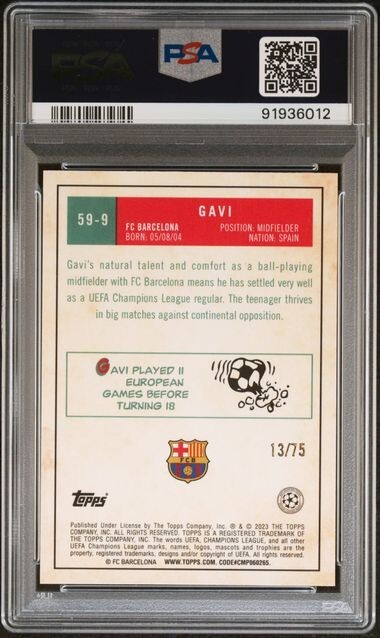 PSA
PSA
91936012
59-9
GAVI
FC BARCELONA
BORN: 05/08/04
POSITION: MIDFIELDER
NATION: SPAIN
Gavi's natural talent and comfort as a ball-playing
midfielder with FC Barcelona means he has settled very well
as a UEFA Champions League regular. The teenager thrives
in big matches against continental opposition.
GAVI PLAYED 11
EUROPEAN
GAMES BEFORE
TURNING 18
FCB
13/75
Topps
Published Under License by The Topps Company, Inc. ® & © 2023 THE TOPPS
COMPANY, INC. ALL RIGHTS RESERVED. TOPPS IS A REGISTERED TRADEMARK OF
THE TOPPS COMPANY, INC. The words UEFA, CHAMPIONS LEAGUE, and all other
UEFA Champions League marks, names, logos, mascots and trophies are the
property, registered trademarks, designs and/or copyright of UEFA. All rights reserved.
© FC BARCELONA WWW.TOPPS.COM. CODE#CMP060265.